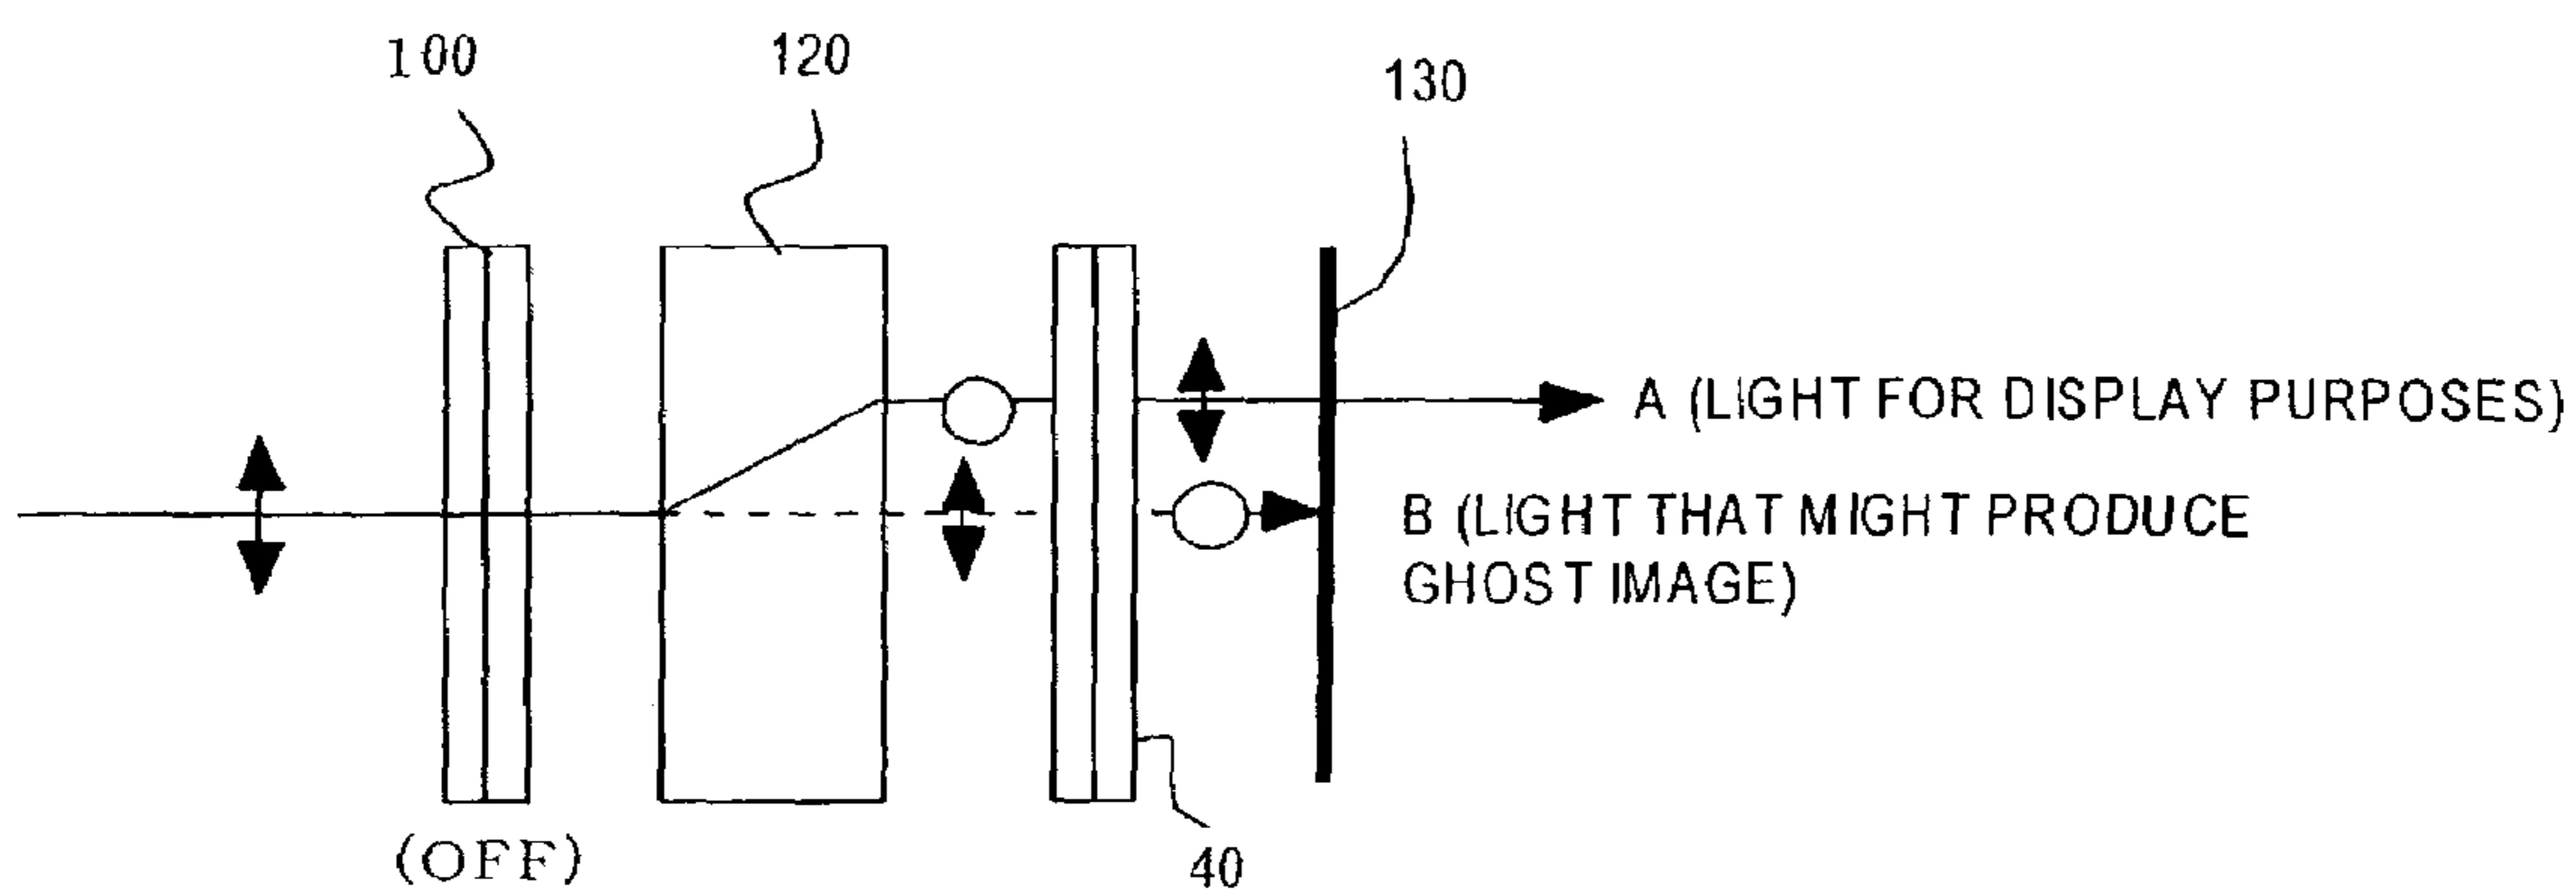 100
120
130
A (LIGHT FOR DISPLAY PURPOSES)
B (LIGHT THAT MIGHT PRODUCE
GHOST IMAGE)
(OFF)
40